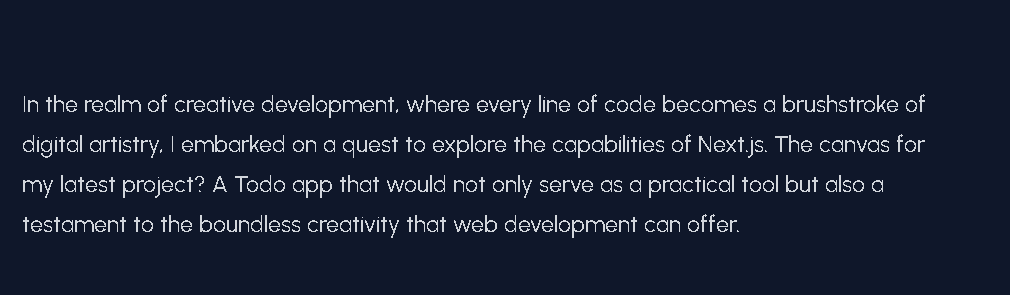 In the realm of creative development, where every line of code becomes a brushstroke of
digital artistry, I embarked on a quest to explore the capabilities of Next.js. The canvas for
my latest project? A Todo app that would not only serve as a practical tool but also a
testament to the boundless creativity that web development can offer.